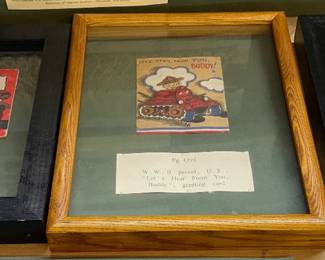 LET'S HEAR FROM YOU,
BUDDY!
W.W. II period, U.S.
"Let's Hear From You,
Buddy", greeting card.